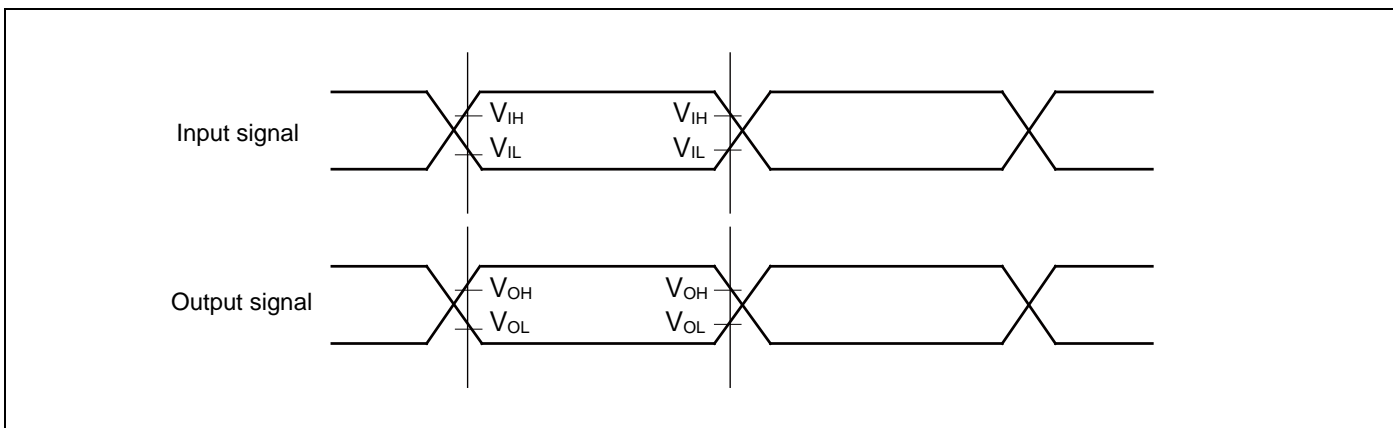 Input signal
VIH
VIH
VIL
VIL
Output signal
VOH
VOH
VOL
VOL